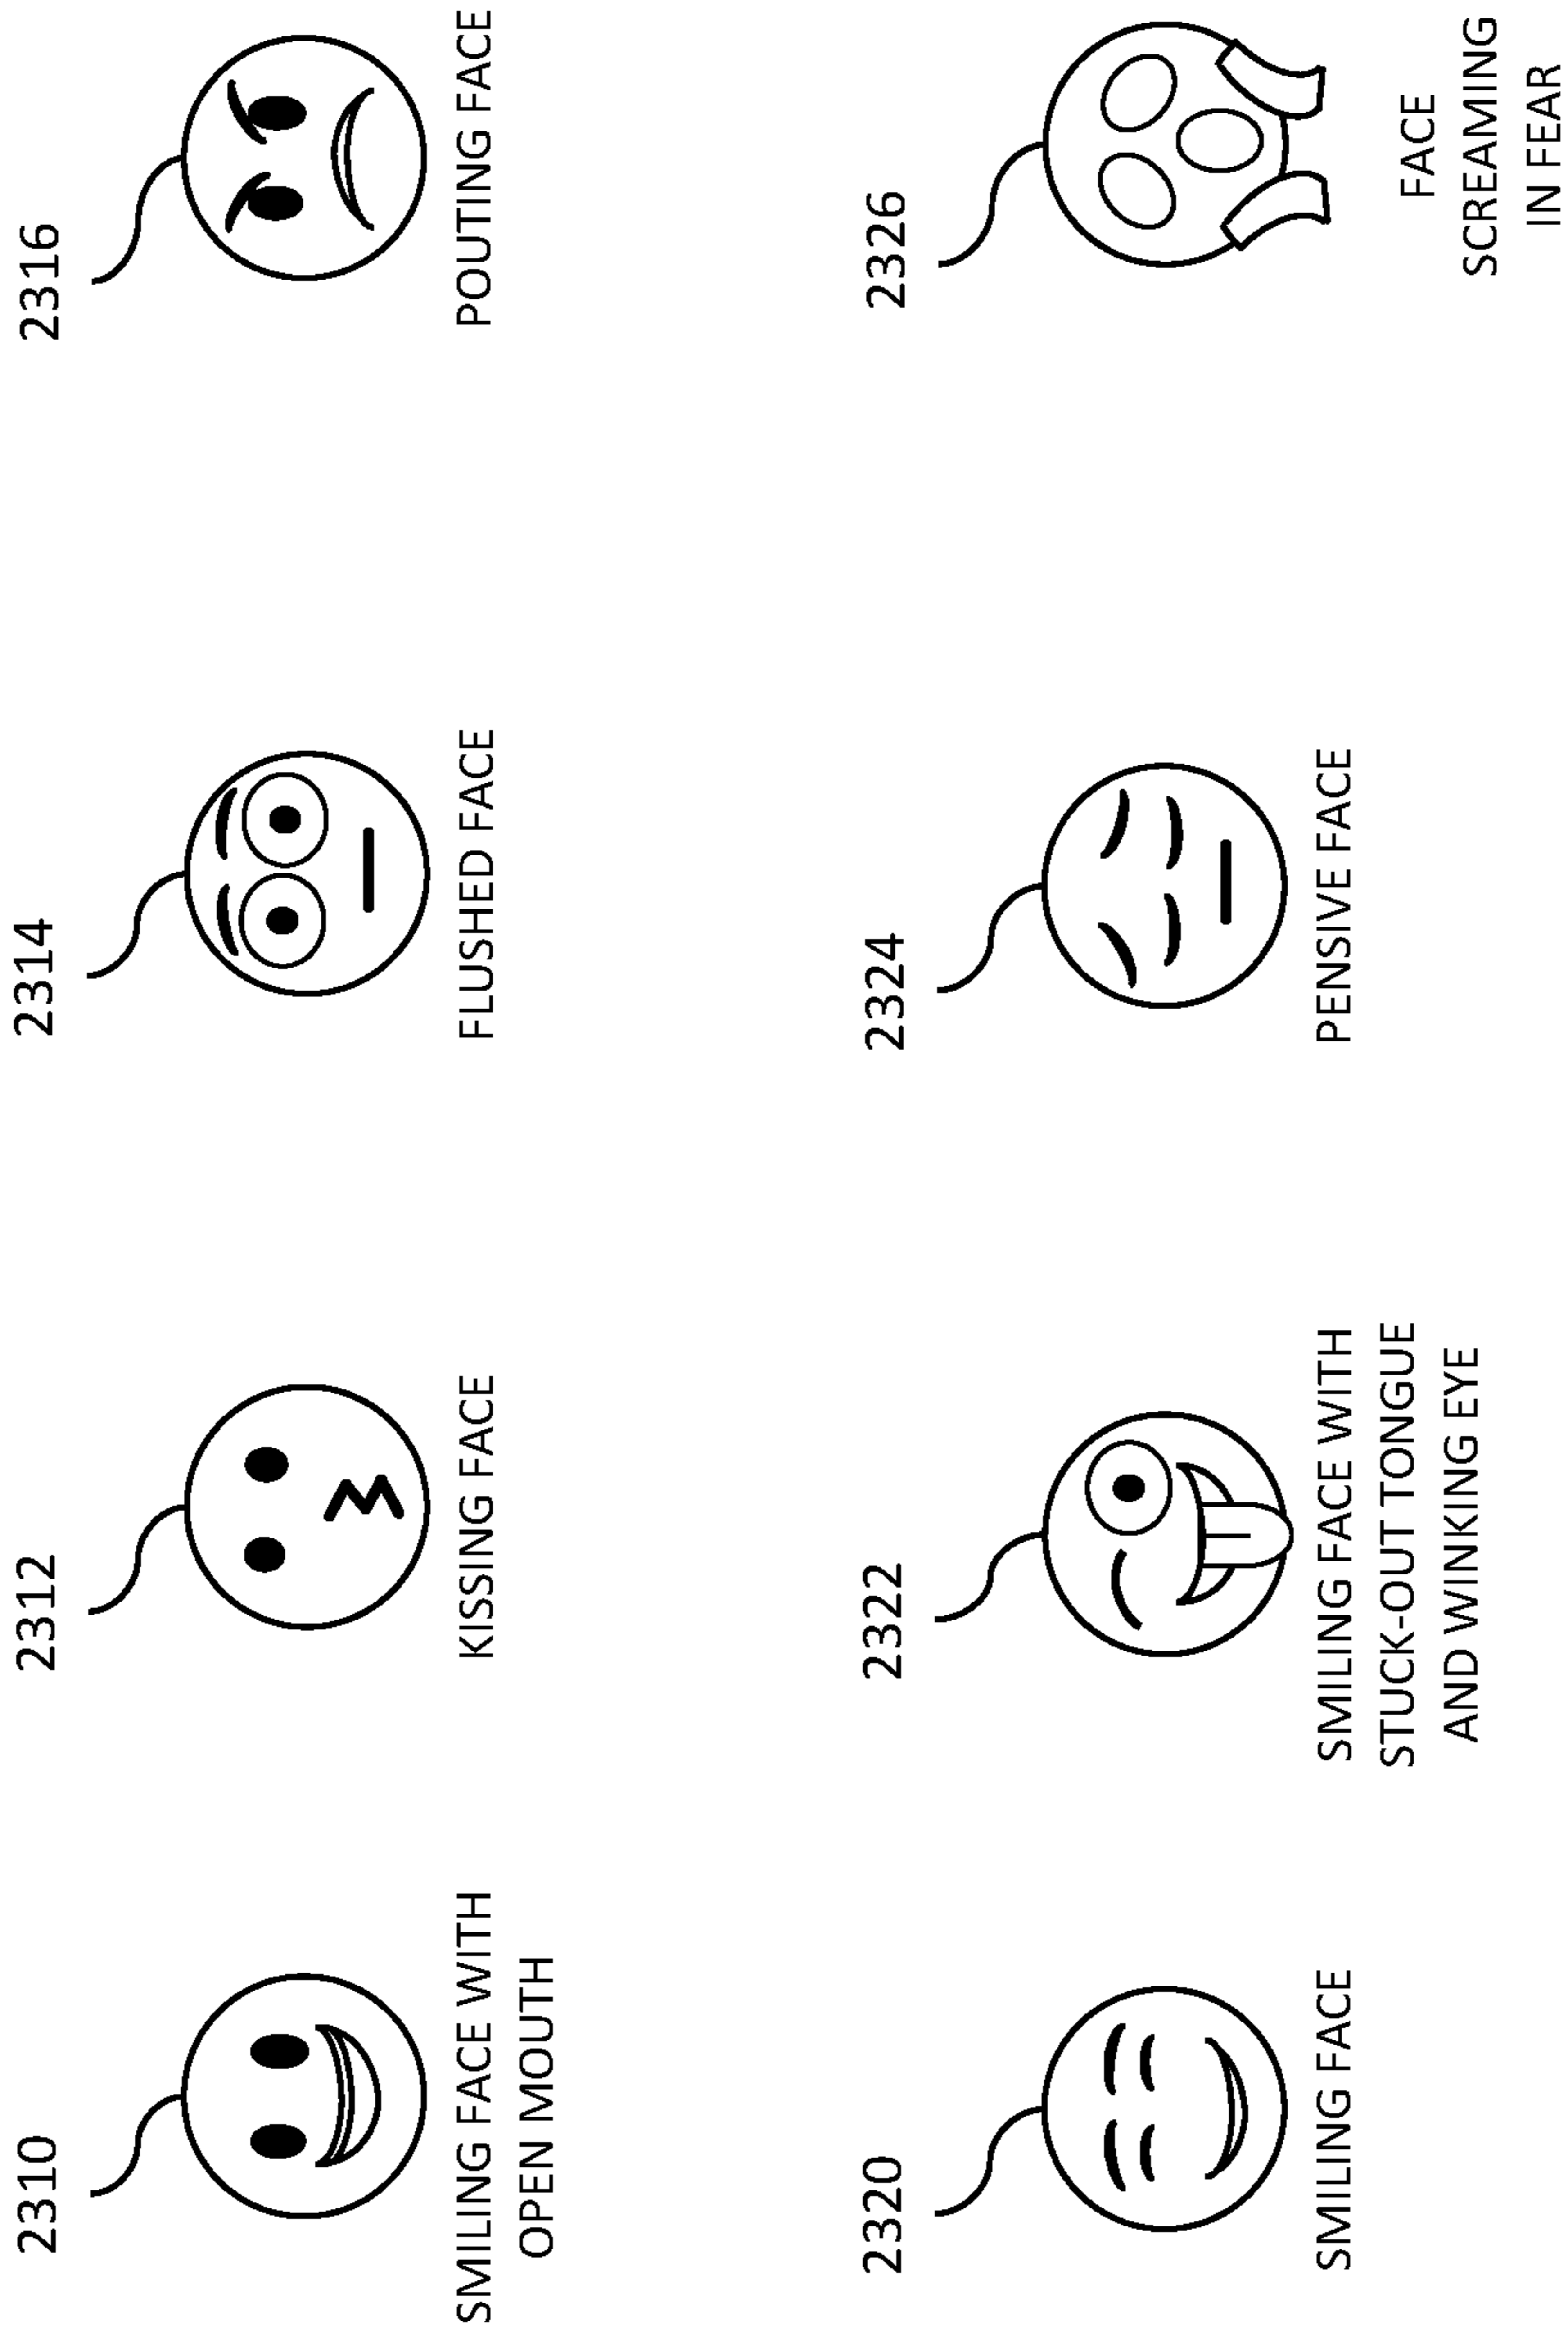 2310
SMILING FACE WITH
OPEN MOUTH
2312
KISSING FACE
2314
FLUSHED FACE
2316
POUTING FACE
2320
SMILING FACE
2322
SMILING FACE WITH
STUCK-OUT TONGUE
AND WINKING EYE
2324
PENSIVE FACE
2326
FACE
SCREAMING
IN FEAR